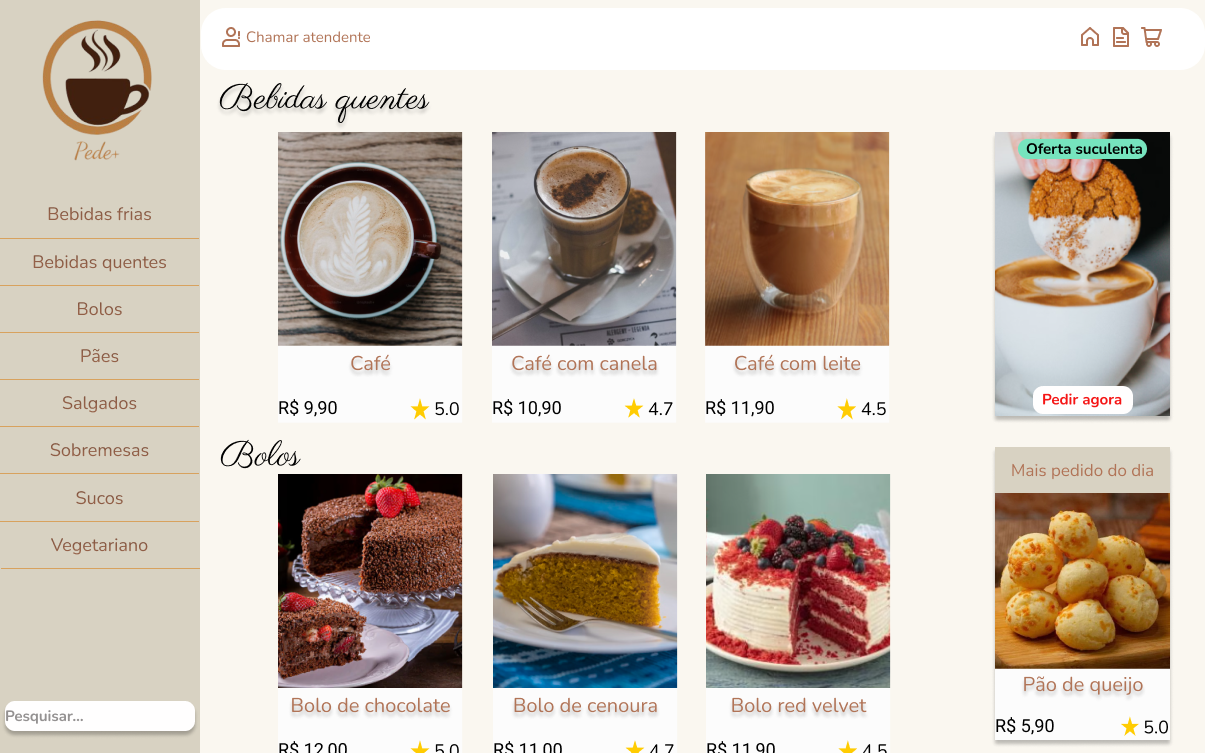 Pede+
Bebidas frias
Bebidas quentes
Bolos
Pães
Salgados
Sobremesas
Sucos
Vegetariano
Pesquisar...
Chamar atendente
Bebidas quentes
Café
R$ 9,90 5.0
Café com canela
R$ 10,90 4.7
Café com leite
R$ 11,90 4.5
Bolos
Bolo de chocolate
R$ 12,00 5.0
Bolo de cenoura
R$ 11,00 4.7
Bolo red velvet
R$ 11,90 4.5
Oferta suculenta
Pedir agora
Mais pedido do dia
Pão de queijo
R$ 5,90 5.0